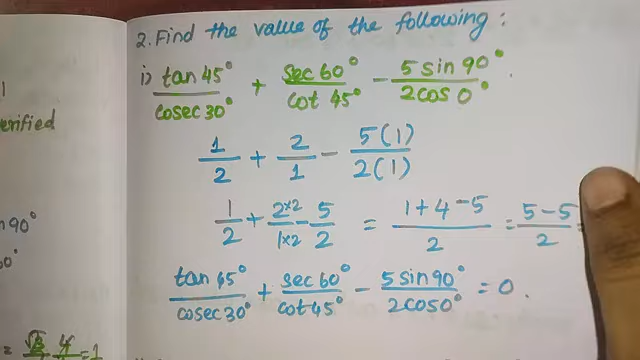 2. Find the value of the following :
i) tan 45° / cosec 30° + sec 60° / cot 45° - 5 sin 90° / 2 cos 0° .
1/2 + 2/1 - 5(1) / 2(1)
1/2 + 2×2 / 1×2 - 5/2 = 1+4-5 / 2 = 5-5 / 2 =
tan 45° / cosec 30° + sec 60° / cot 45° - 5 sin 90° / 2 cos 0° = 0.
erified
90°
= 1